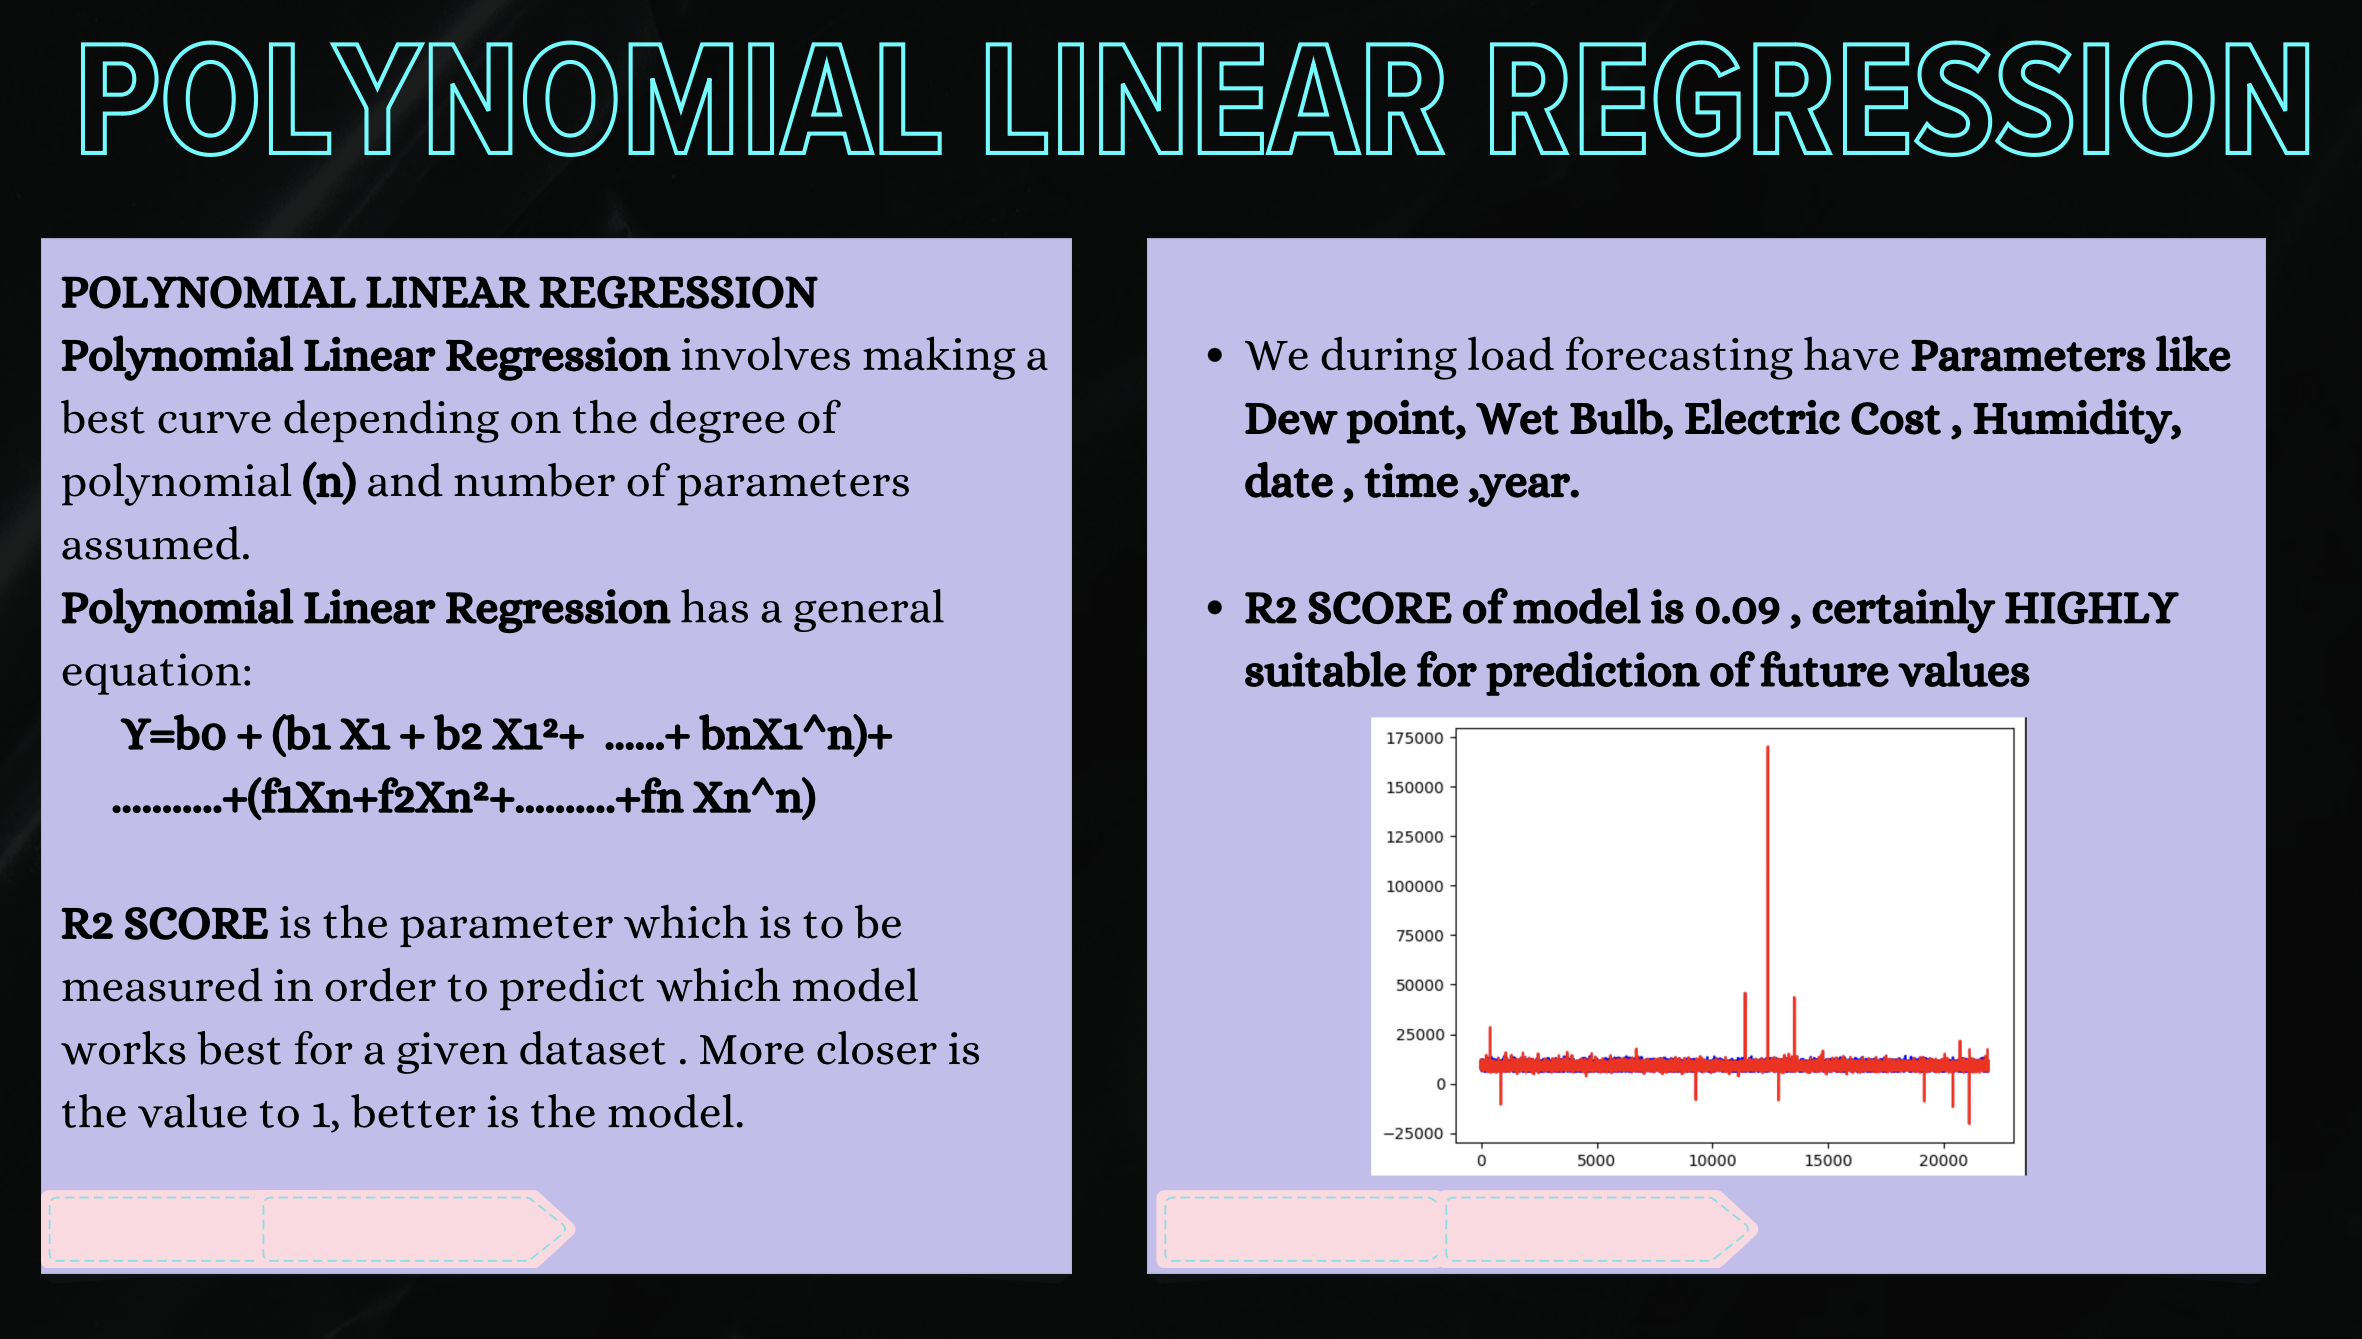 POLYNOMIAL LINEAR REGRESSION
POLYNOMIAL LINEAR REGRESSION
Polynomial Linear Regression involves making a
best curve depending on the degree of
polynomial (n) and number of parameters
assumed.
Polynomial Linear Regression has a general
equation:
Y=b0 + (b1 X1 + b2 X1²+ ......+ bnX1^n)+
...........+(f1Xn+f2Xn²+..........+fn Xn^n)
R2 SCORE is the parameter which is to be
measured in order to predict which model
works best for a given dataset . More closer is
the value to 1, better is the model.
• We during load forecasting have Parameters like
Dew point, Wet Bulb, Electric Cost , Humidity,
date , time ,year.
• R2 SCORE of model is 0.09 , certainly HIGHLY
suitable for prediction of future values
175000
150000
125000
100000
75000
50000
25000
0
−25000
0 5000 10000 15000 20000